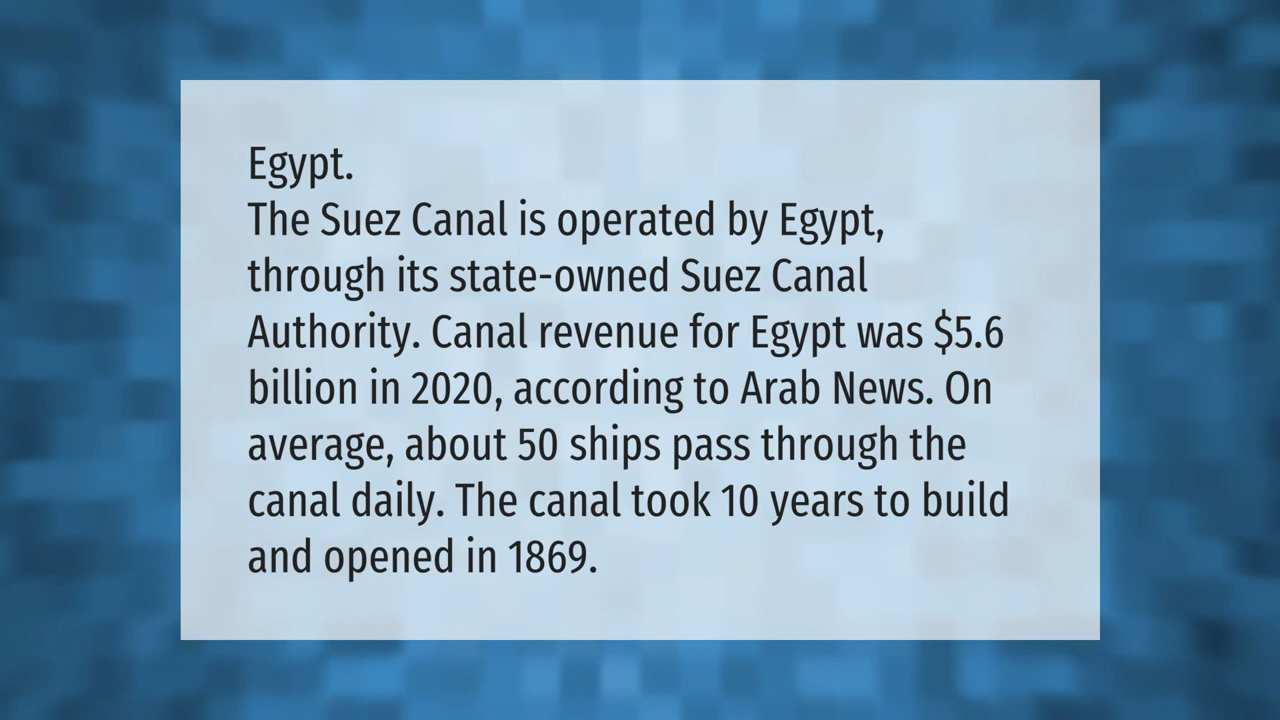 Egypt.
The Suez Canal is operated by Egypt,
through its state-owned Suez Canal
Authority. Canal revenue for Egypt was $5.6
billion in 2020, according to Arab News. On
average, about 50 ships pass through the
canal daily. The canal took 10 years to build
and opened in 1869.